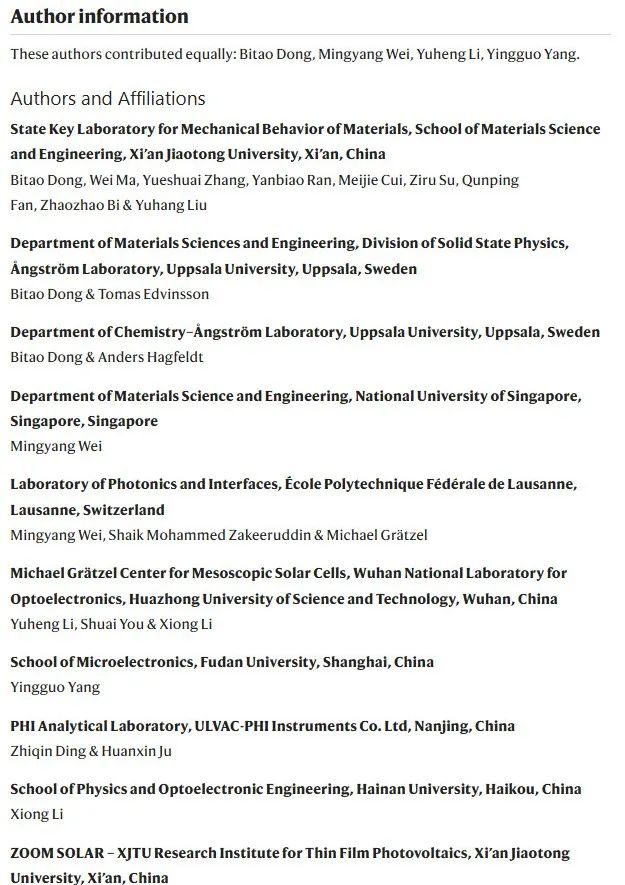 Author information
These authors contributed equally: Bitao Dong, Mingyang Wei, Yuheng Li, Yingguo Yang.
Authors and Affiliations
State Key Laboratory for Mechanical Behavior of Materials, School of Materials Science
and Engineering, Xi’an Jiaotong University, Xi’an, China
Bitao Dong, Wei Ma, Yueshuai Zhang, Yanbiao Ran, Meijie Cui, Ziru Su, Qunping
Fan, Zhaozhao Bi & Yuhang Liu
Department of Materials Sciences and Engineering, Division of Solid State Physics,
Ångström Laboratory, Uppsala University, Uppsala, Sweden
Bitao Dong & Tomas Edvinsson
Department of Chemistry–Ångström Laboratory, Uppsala University, Uppsala, Sweden
Bitao Dong & Anders Hagfeldt
Department of Materials Science and Engineering, National University of Singapore,
Singapore, Singapore
Mingyang Wei
Laboratory of Photonics and Interfaces, École Polytechnique Fédérale de Lausanne,
Lausanne, Switzerland
Mingyang Wei, Shaik Mohammed Zakeeruddin & Michael Grätzel
Michael Grätzel Center for Mesoscopic Solar Cells, Wuhan National Laboratory for
Optoelectronics, Huazhong University of Science and Technology, Wuhan, China
Yuheng Li, Shuai You & Xiong Li
School of Microelectronics, Fudan University, Shanghai, China
Yingguo Yang
PHI Analytical Laboratory, ULVAC-PHI Instruments Co. Ltd, Nanjing, China
Zhiqin Ding & Huanxin Ju
School of Physics and Optoelectronic Engineering, Hainan University, Haikou, China
Xiong Li
ZOOM SOLAR – XJTU Research Institute for Thin Film Photovoltaics, Xi’an Jiaotong
University, Xi’an, China